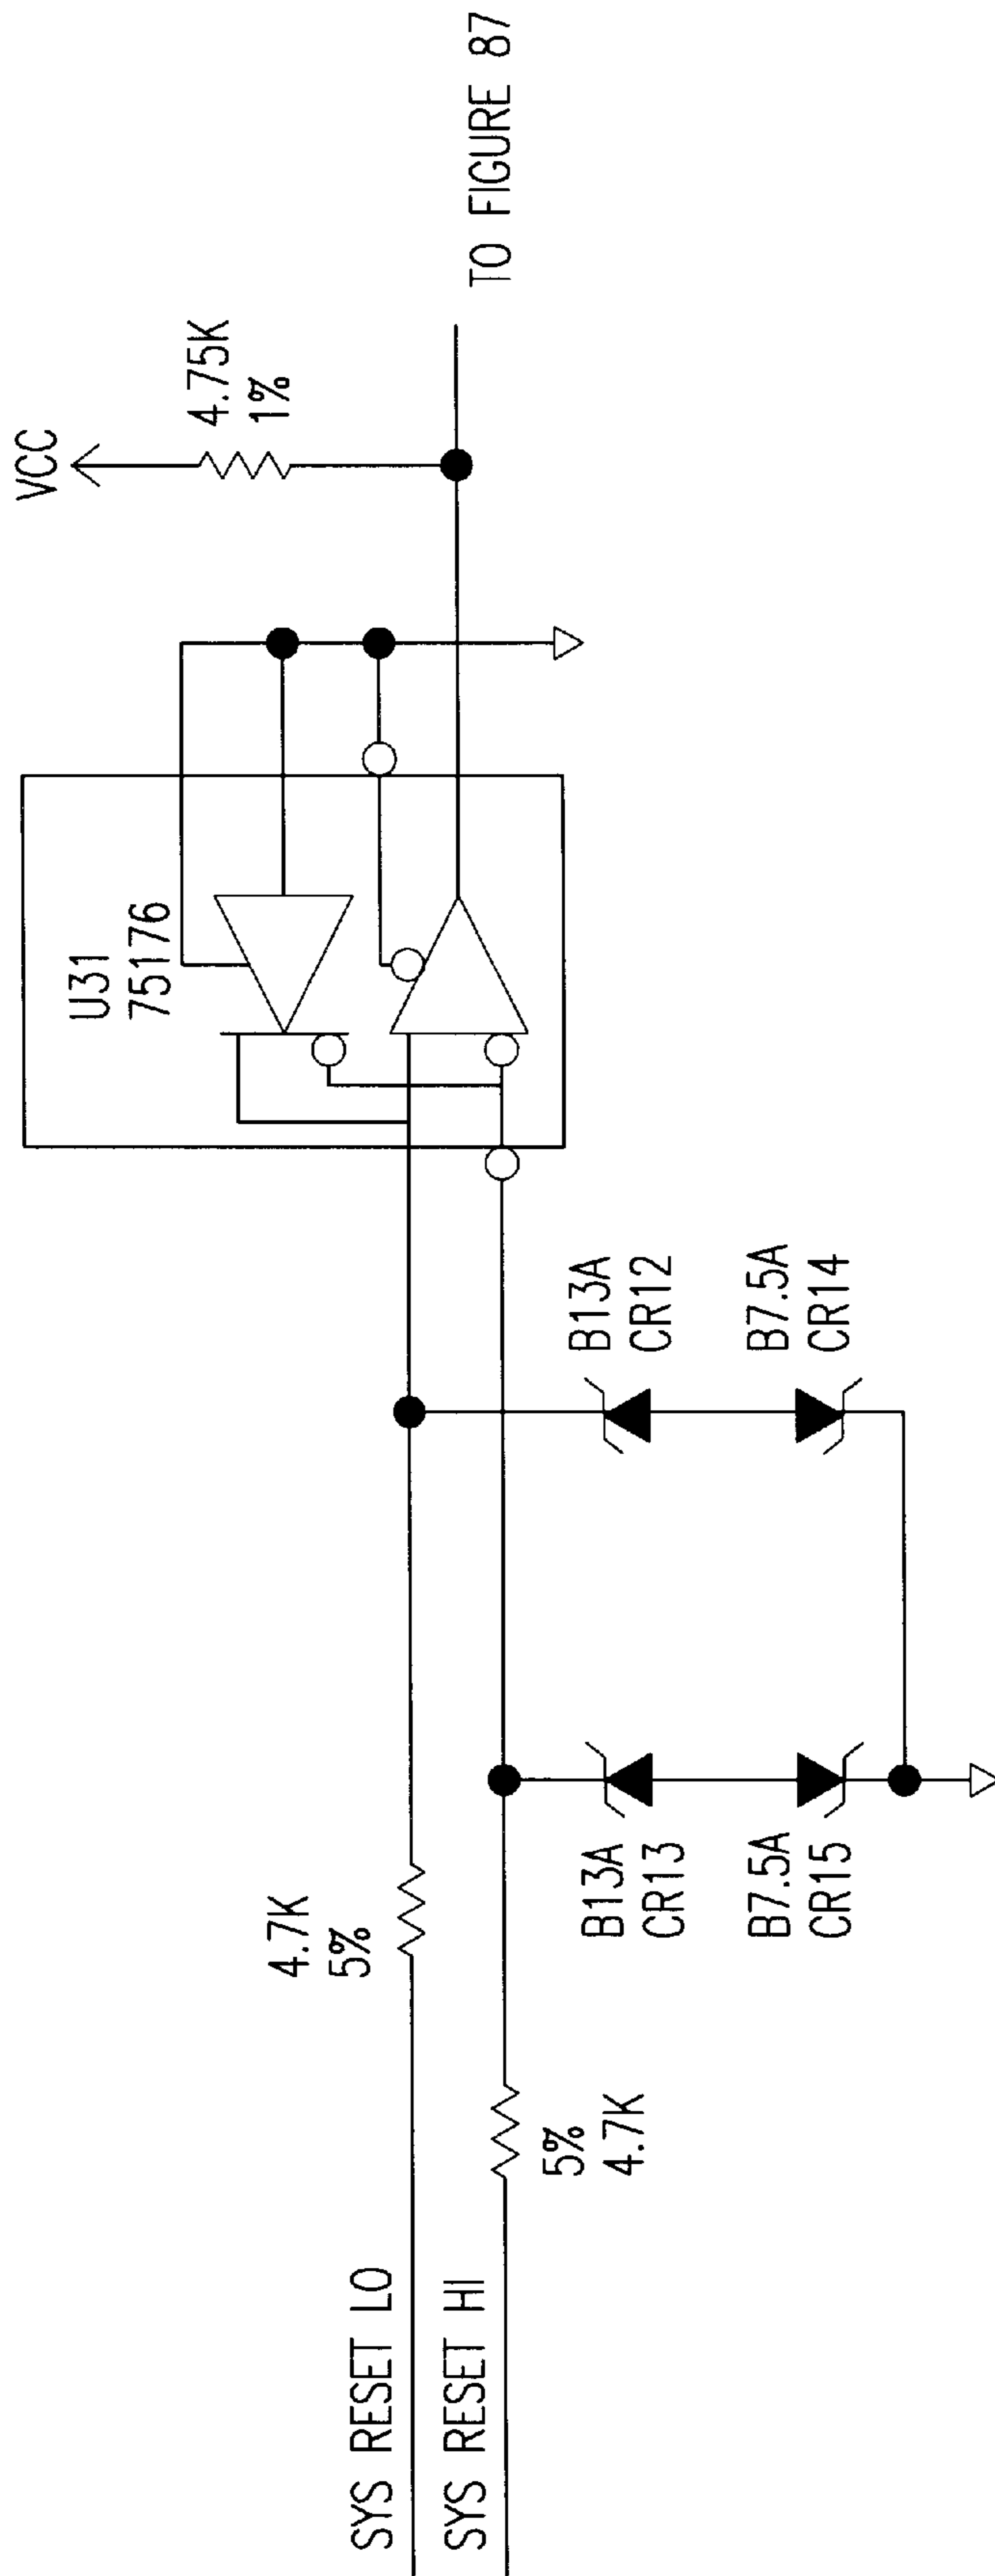 SYS RESET LO
SYS RESET HI
4.7K
5%
5%
4.7K
B13A
CR13
B7.5A
CR15
B13A
CR12
B7.5A
CR14
U31
75176
VCC
4.75K
1%
TO FIGURE 87